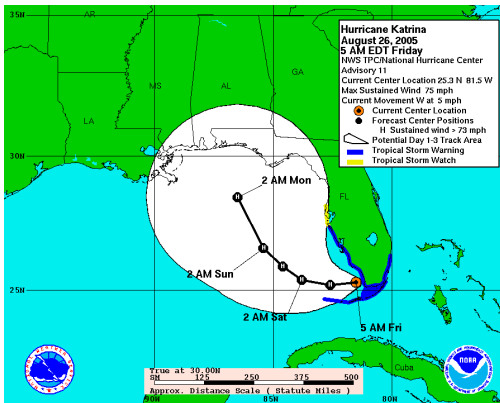 35N
AR
MS
AL
GA
LA
30N
FL
25N
Hurricane Katrina
August 26, 2005
5 AM EDT Friday
NWS TPC/National Hurricane Center
Advisory 11
Current Center Location 25.3 N 81.5 W
Max Sustained Wind 75 mph
Current Movement W at 5 mph
Current Center Location
Forecast Center Positions
H Sustained wind > 73 mph
Potential Day 1-3 Track Area
Tropical Storm Warning
Tropical Storm Watch
2 AM Mon
H
2 AM Sun
H
H
H
H
2 AM Sat
5 AM Fri
Cuba
NOAA
True at 30.00N
SM 125 250 375 500
Approx. Distance Scale ( Statute Miles )
90W
85W
80W